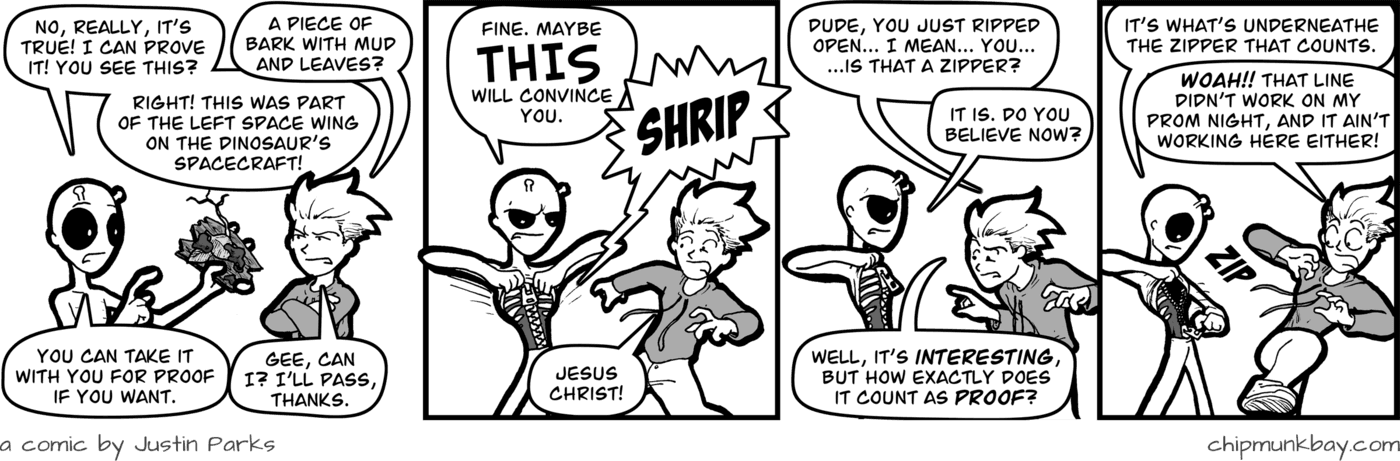 NO, REALLY, IT'S
TRUE! I CAN PROVE
IT! YOU SEE THIS?
A PIECE OF
BARK WITH MUD
AND LEAVES?
RIGHT! THIS WAS PART
OF THE LEFT SPACE WING
ON THE DINOSAUR'S
SPACECRAFT!
YOU CAN TAKE IT
WITH YOU FOR PROOF
IF YOU WANT.
GEE, CAN
I? I'LL PASS,
THANKS.
FINE. MAYBE
THIS
WILL CONVINCE
YOU.
SHRIP
JESUS
CHRIST!
DUDE, YOU JUST RIPPED
OPEN... I MEAN... YOU...
...IS THAT A ZIPPER?
IT IS. DO YOU
BELIEVE NOW?
WELL, IT'S INTERESTING,
BUT HOW EXACTLY DOES
IT COUNT AS PROOF?
IT'S WHAT'S UNDERNEATHE
THE ZIPPER THAT COUNTS.
WOAH!! THAT LINE
DIDN'T WORK ON MY
PROM NIGHT, AND IT AIN'T
WORKING HERE EITHER!
ZIP
a comic by Justin Parks
chipmunkbay.com